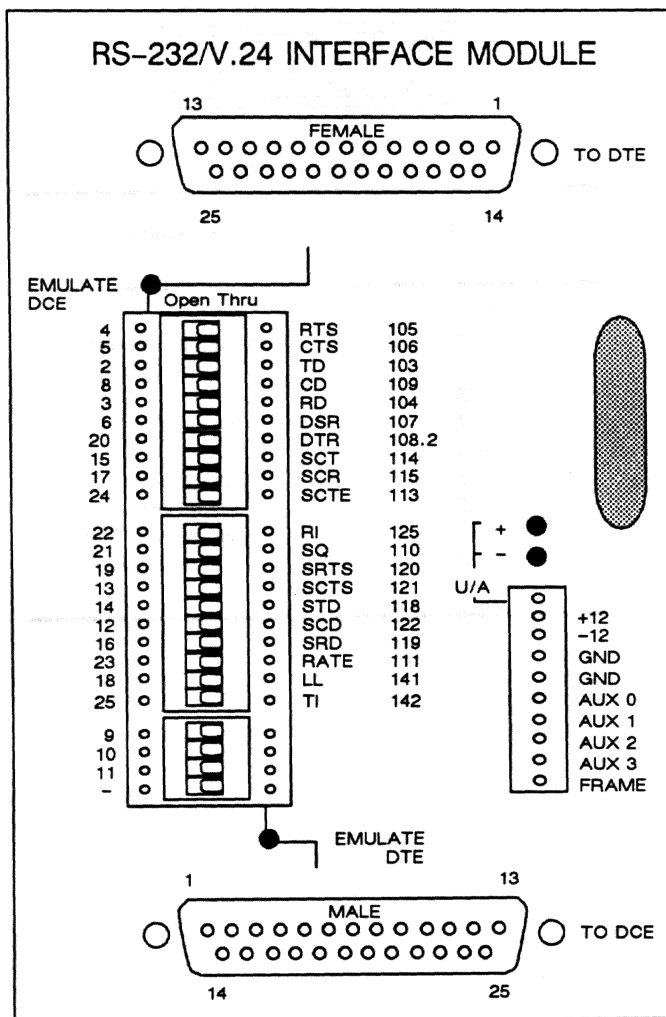 RS-232/V.24 INTERFACE MODULE
13 1
FEMALE
TO DTE
25 14
EMULATE
DCE
Open Thru
4 RTS 105
5 CTS 106
2 TD 103
8 CD 109
3 RD 104
6 DSR 107
20 DTR 108.2
15 SCT 114
17 SCR 115
24 SCTE 113
22 RI 125
21 SQ 110
19 SRTS 120
13 SCTS 121
14 STD 118
12 SCD 122
16 SRD 119
23 RATE 111
18 LL 141
25 TI 142
9
10
11
-
+
-
U/A
+12
-12
GND
GND
AUX 0
AUX 1
AUX 2
AUX 3
FRAME
EMULATE
DTE
1 13
MALE
TO DCE
14 25